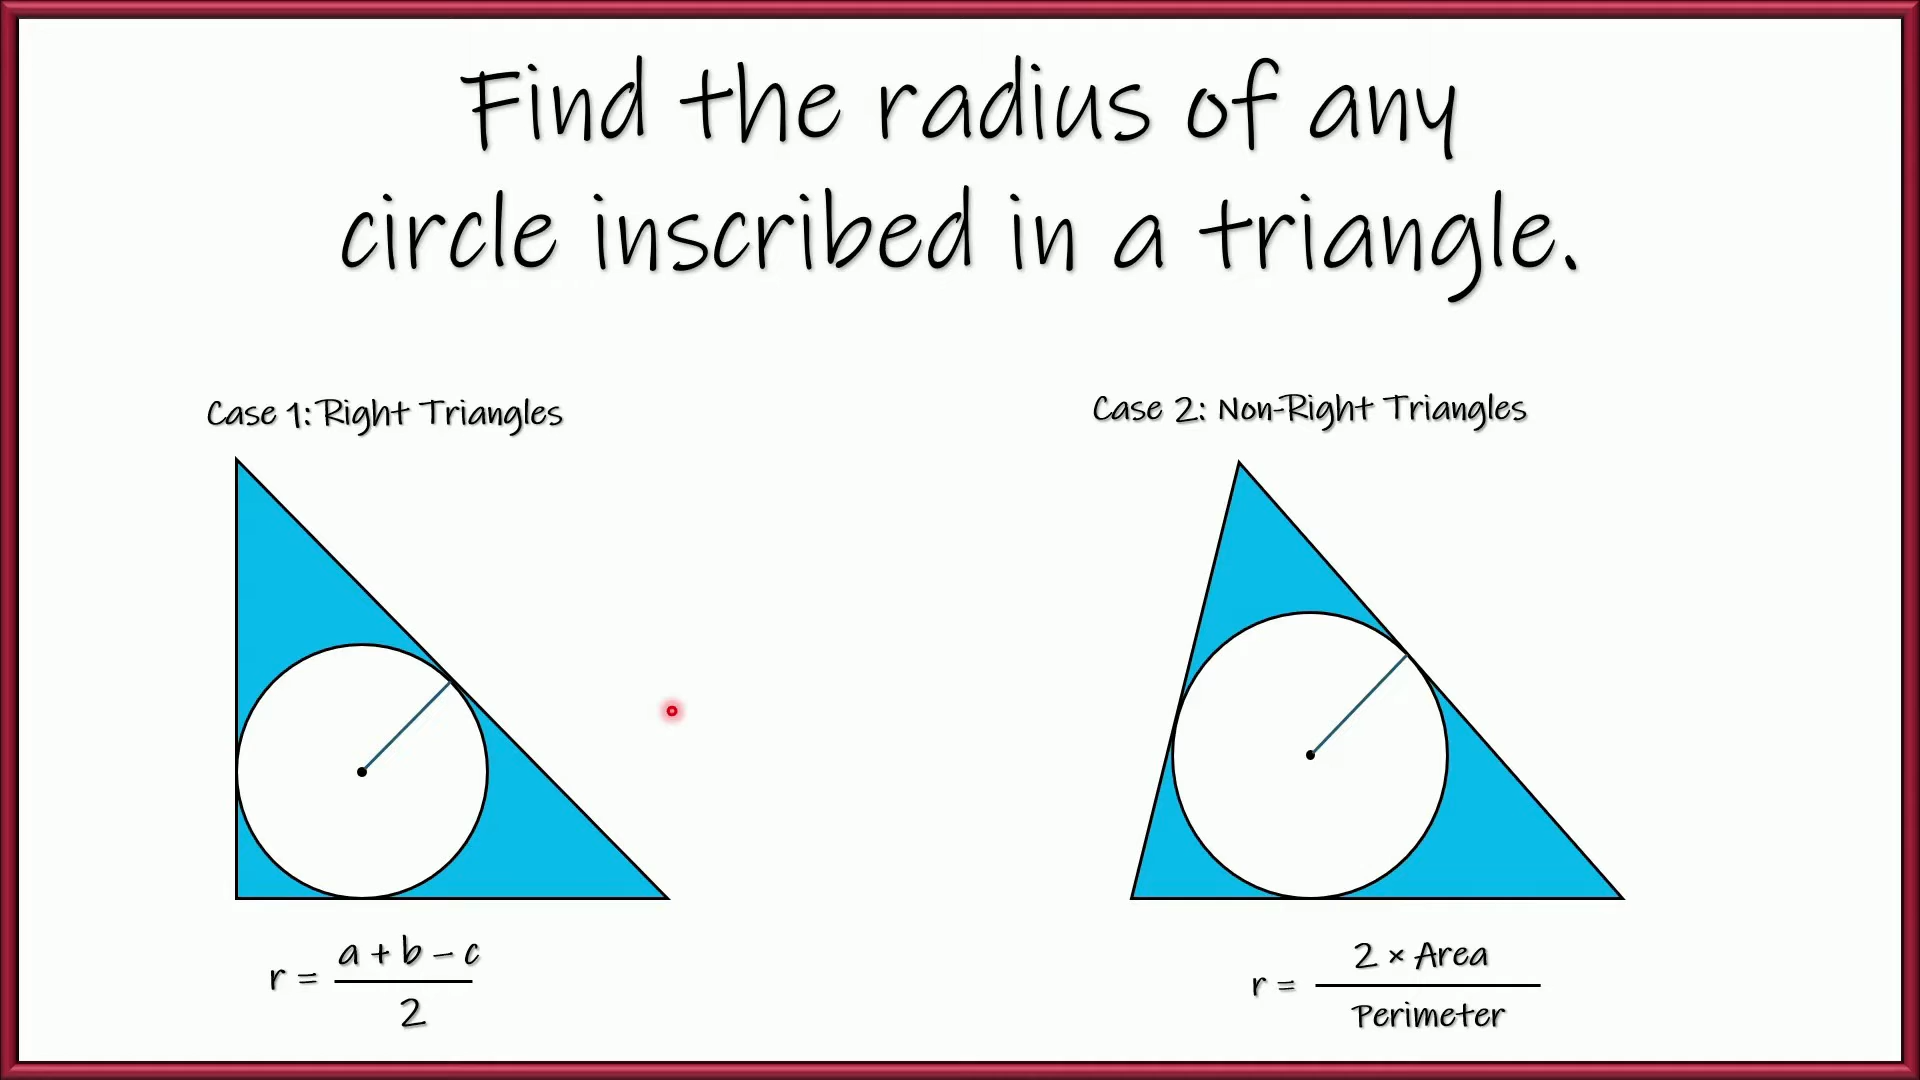 Find the radius of any
circle inscribed in a triangle.
Case 1: Right Triangles
Case 2: Non-Right Triangles
r = a + b – c
2
r = 2 × Area
Perimeter